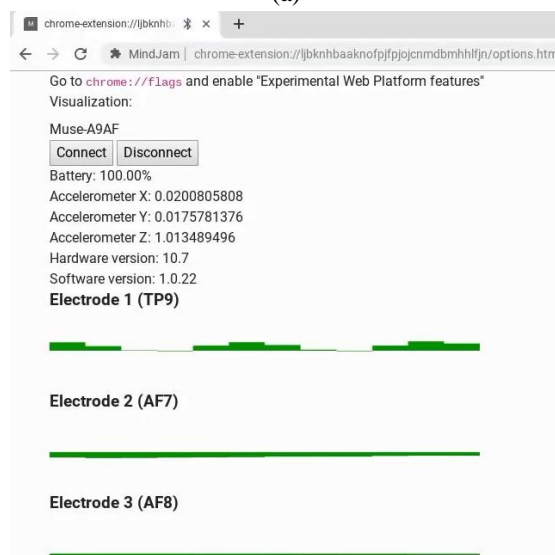 (a)
chrome-extension://ljbknhb
MindJam | chrome-extension://ljbknhbaaknofpjfpjojcnmdbmhhlfjn/options.htm
Go to chrome://flags and enable "Experimental Web Platform features"
Visualization:
Muse-A9AF
Connect Disconnect
Battery: 100.00%
Accelerometer X: 0.0200805808
Accelerometer Y: 0.0175781376
Accelerometer Z: 1.013489496
Hardware version: 10.7
Software version: 1.0.22
Electrode 1 (TP9)
Electrode 2 (AF7)
Electrode 3 (AF8)